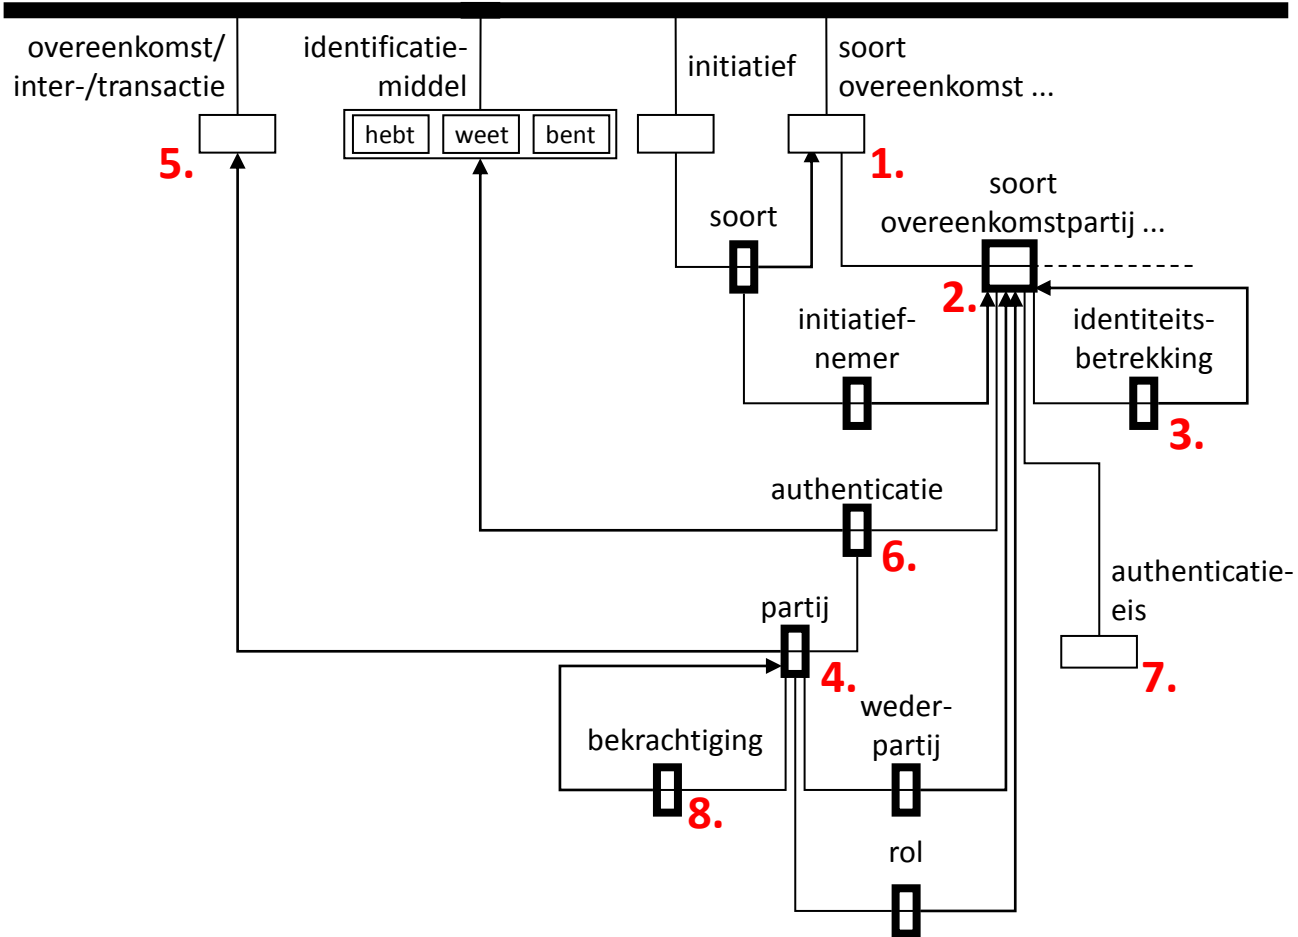 overeenkomst/
inter-/transactie
identificatie-
middel
initiatief
soort
overeenkomst ...
hebt
weet
bent
5.
1.
soort
soort
overeenkomstpartij ...
2.
initiatief-
nemer
identiteits-
betrekking
3.
authenticatie
6.
authenticatie-
eis
7.
partij
4.
bekrachtiging
8.
weder-
partij
rol